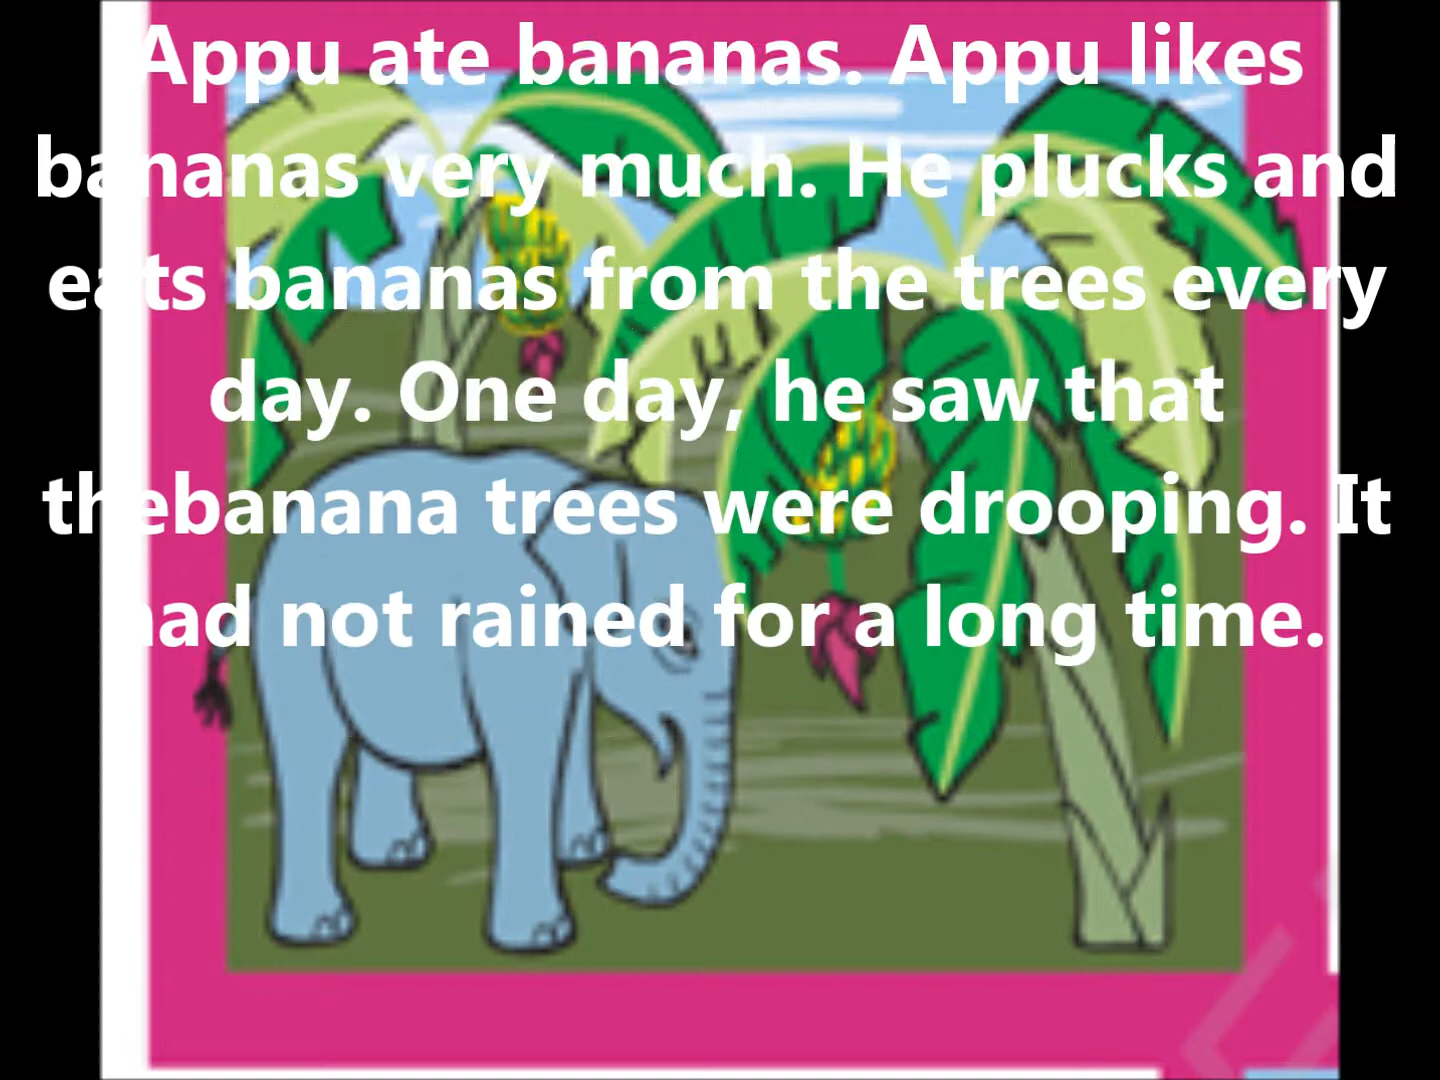 Appu ate bananas. Appu likes
bananas very much. He plucks and
eats bananas from the trees every
day. One day, he saw that
thebanana trees were drooping. It
had not rained for a long time.